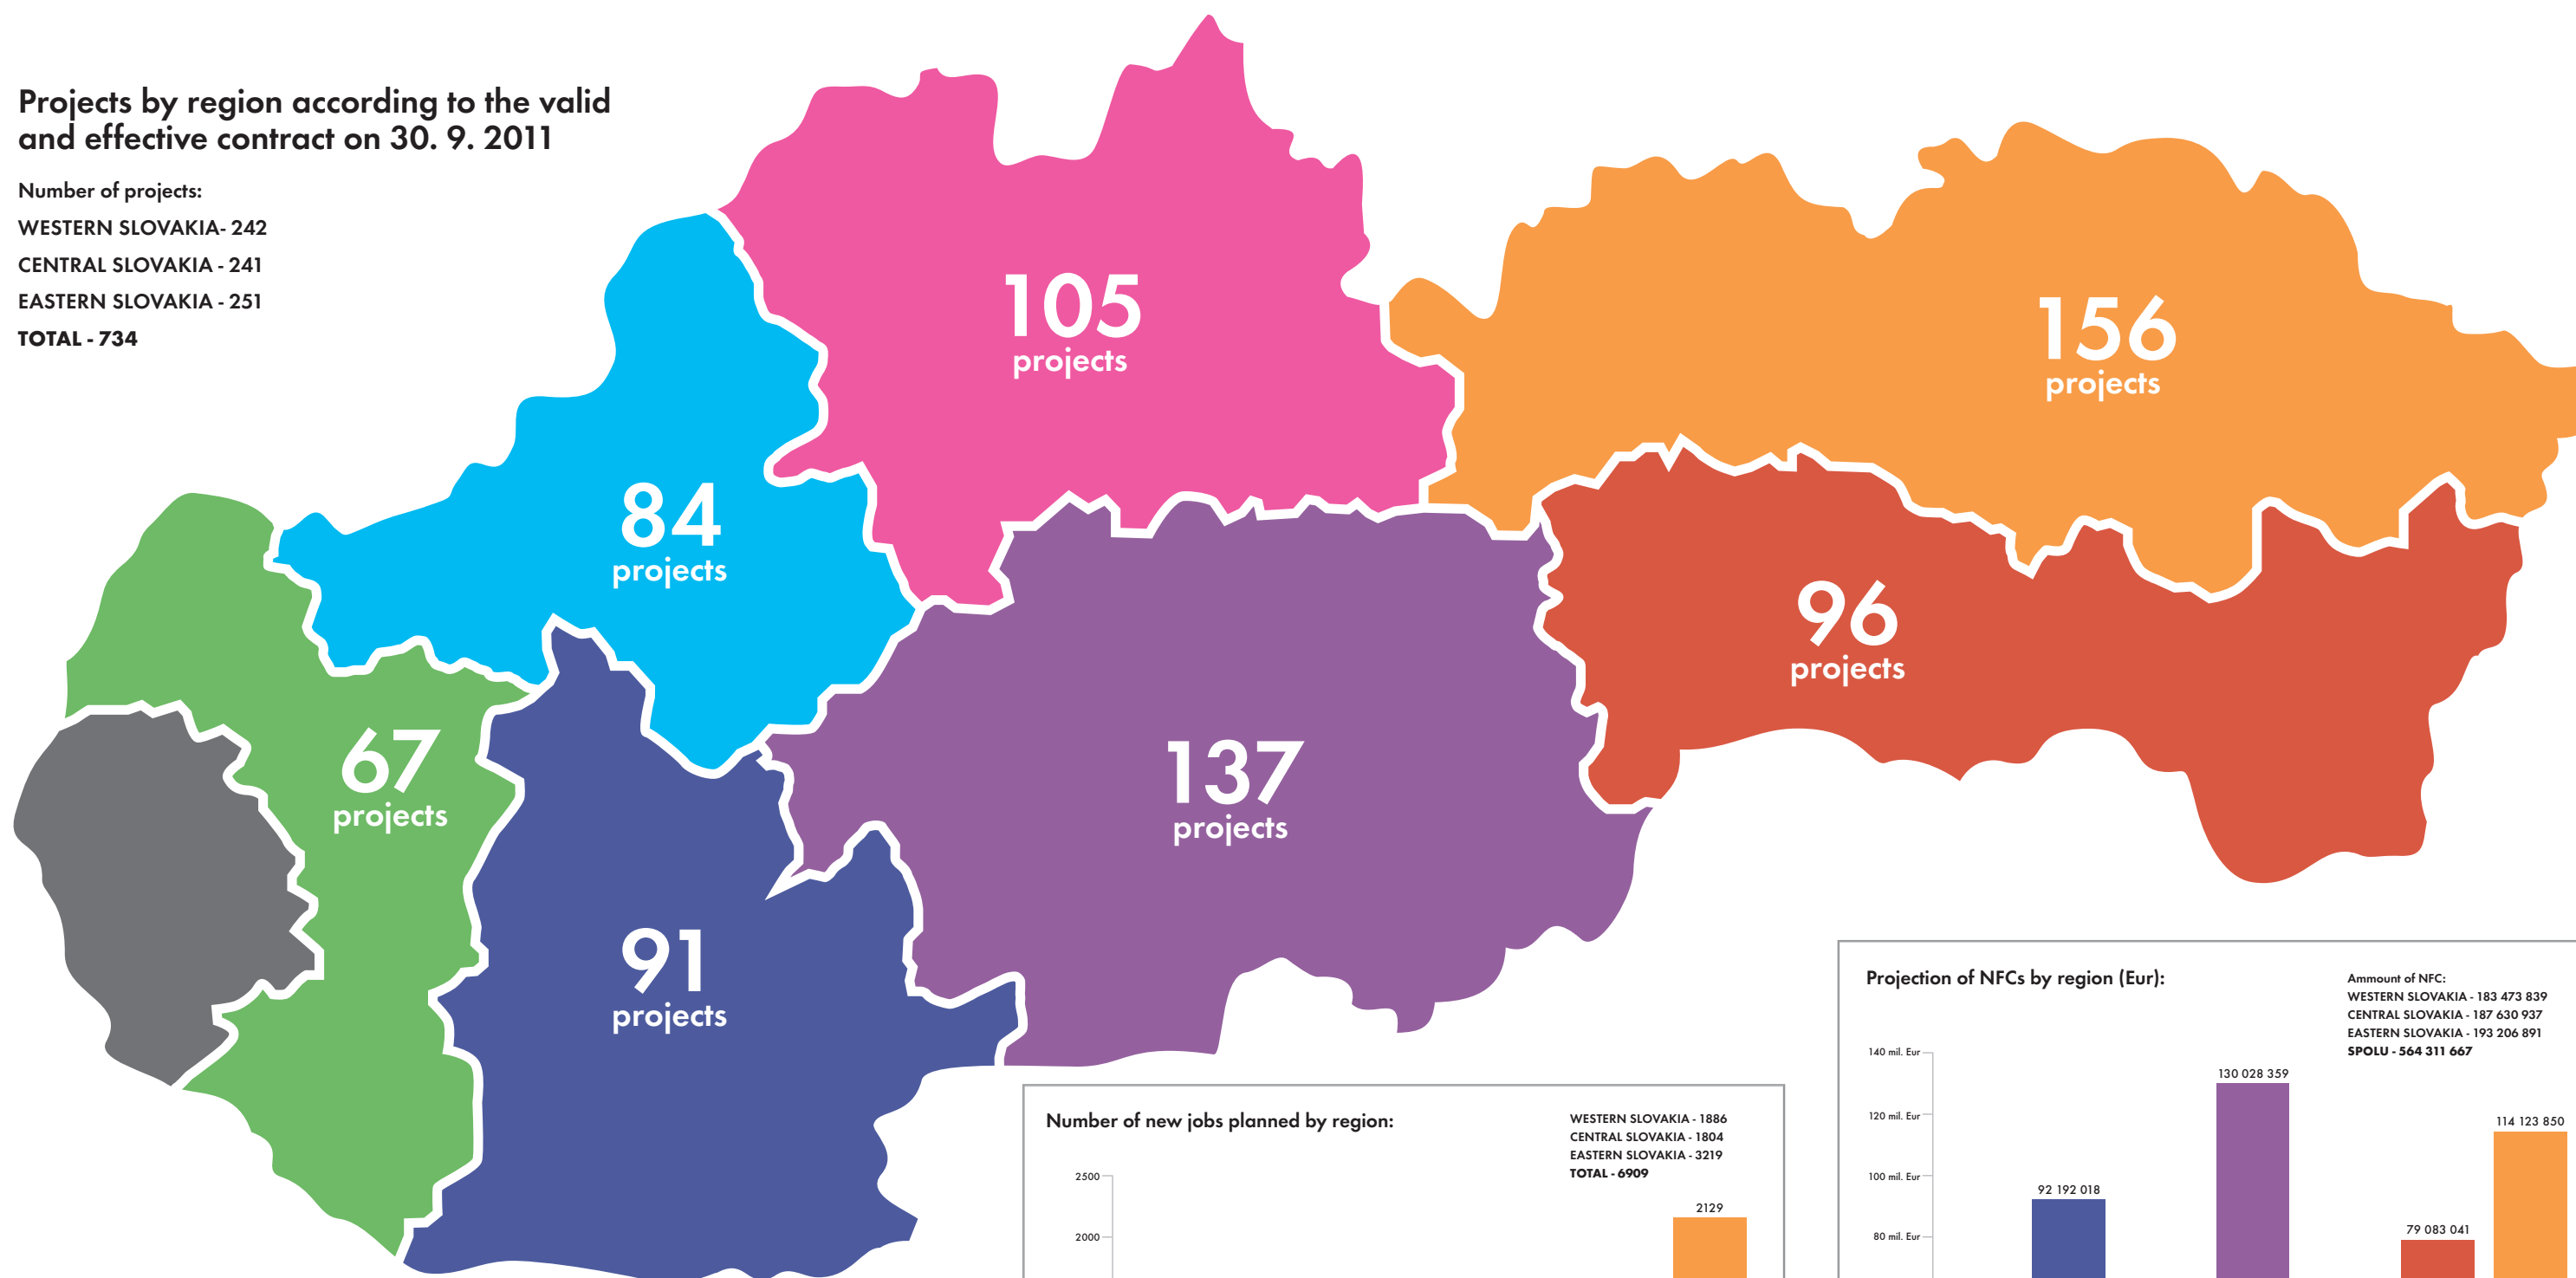 Projects by region according to the valid
and effective contract on 30. 9. 2011
Number of projects:
WESTERN SLOVAKIA- 242
CENTRAL SLOVAKIA - 241
EASTERN SLOVAKIA - 251
TOTAL - 734
105
projects
156
projects
84
projects
96
projects
67
projects
137
projects
91
projects
Number of new jobs planned by region:
WESTERN SLOVAKIA - 1886
CENTRAL SLOVAKIA - 1804
EASTERN SLOVAKIA - 3219
TOTAL - 6909
2500
2000
2129
Projection of NFCs by region (Eur):
Ammount of NFC:
WESTERN SLOVAKIA - 183 473 839
CENTRAL SLOVAKIA - 187 630 937
EASTERN SLOVAKIA - 193 206 891
SPOLU - 564 311 667
140 mil. Eur
120 mil. Eur
100 mil. Eur
80 mil. Eur
92 192 018
130 028 359
79 083 041
114 123 850